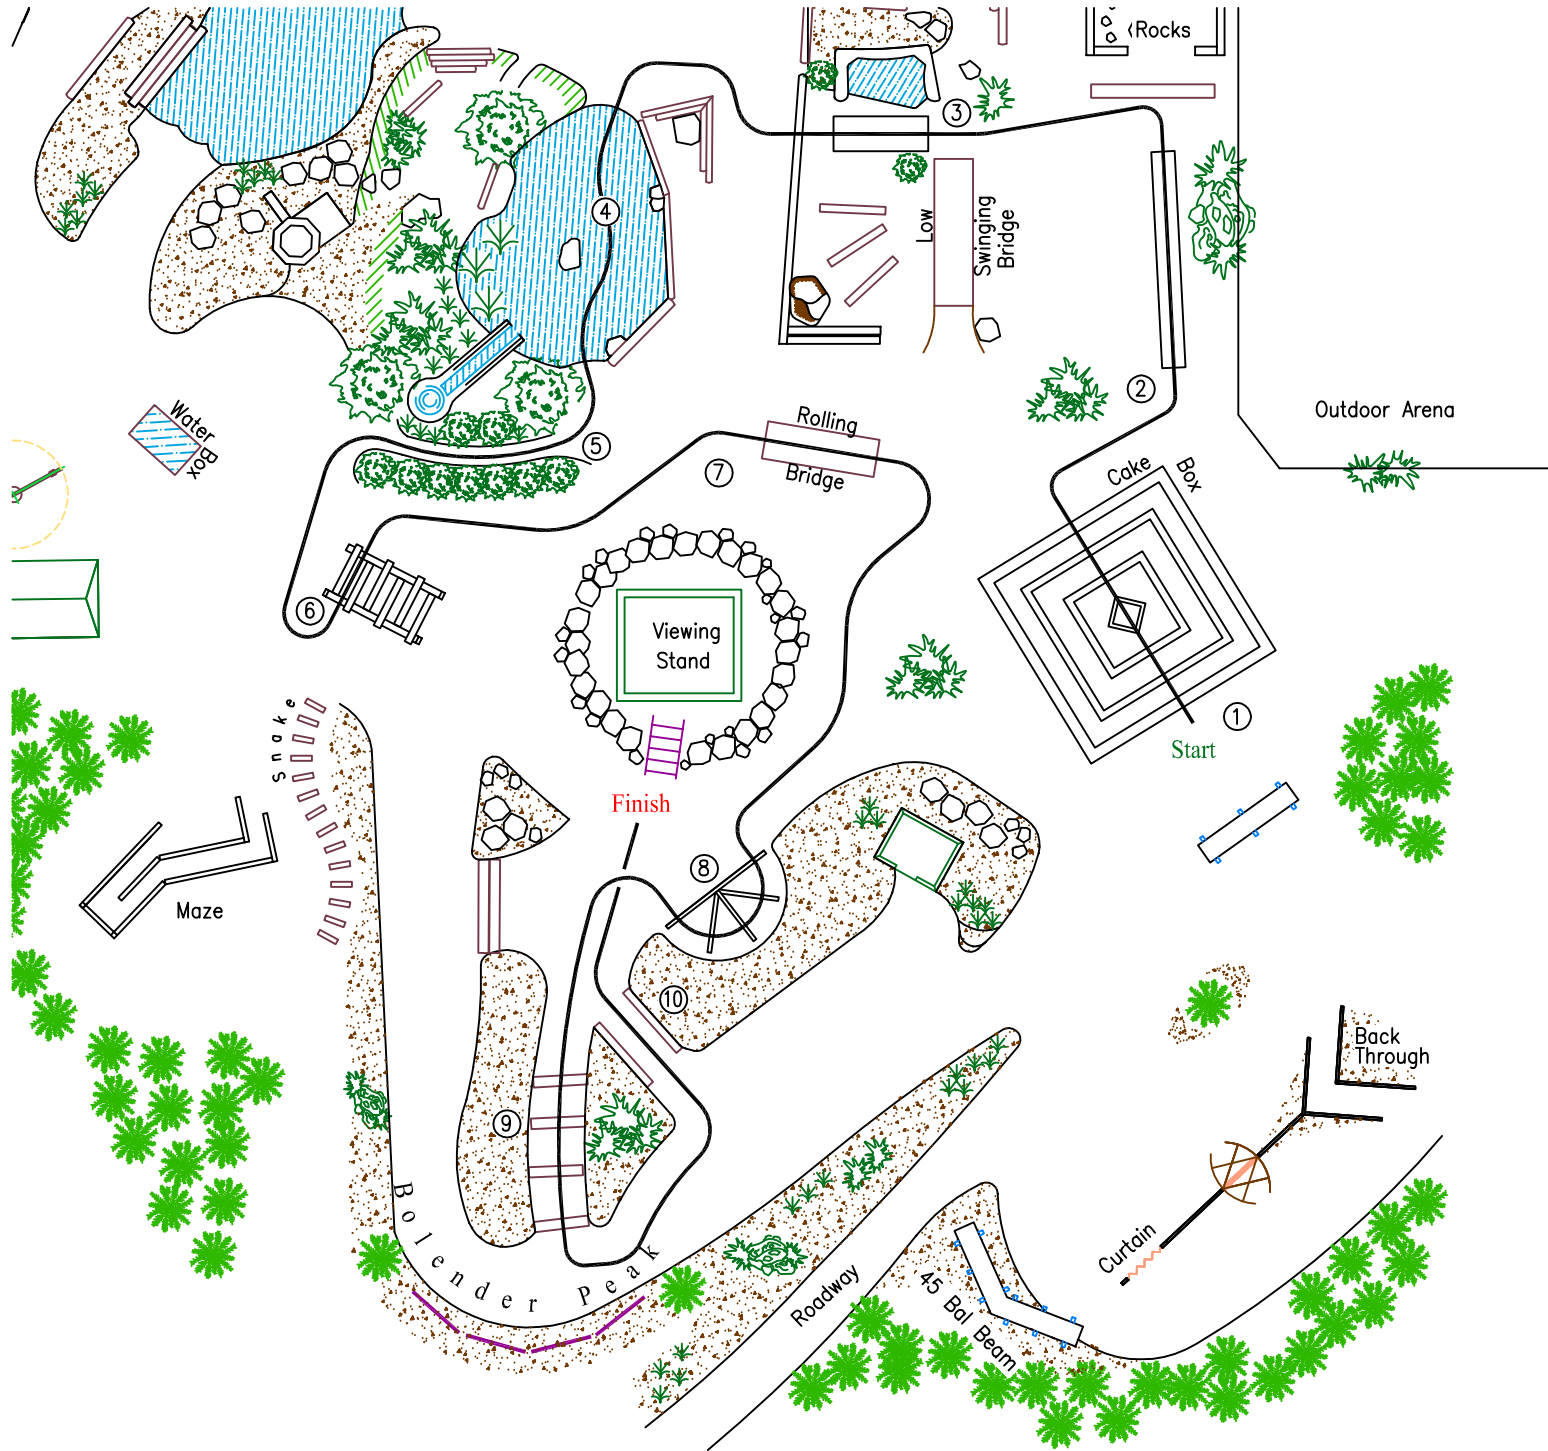 Rocks
3
4
Low
Swinging
Bridge
2
Water
Box
Rolling
Bridge
Outdoor Arena
5
7
Cake
Box
6
Viewing
Stand
Snake
1
Start
Finish
8
Maze
10
9
Back
Through
Bolender Peak
Curtain
Roadway
45 Bal Beam